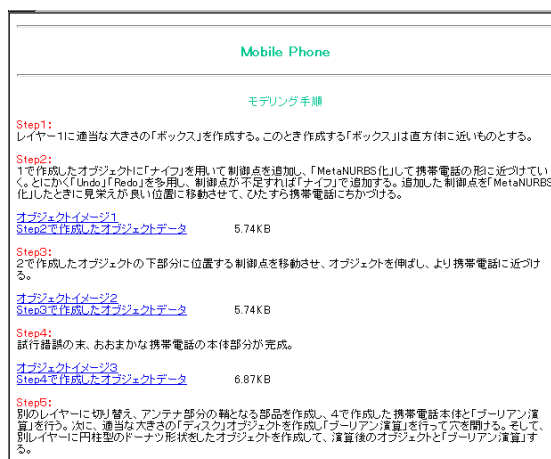 Mobile Phone
モデリング手順
Step1:
レイヤー1に適当な大きさの「ボックス」を作成する。このとき作成する「ボックス」は直方体に近いものとする。
Step2:
1で作成したオブジェクトに「ナイフ」を用いて制御点を追加し、「MetaNURBS化」して携帯電話の形に近づけてい
く。とにかく「Undo」「Redo」を多用し、制御点が不足すれば「ナイフ」で追加する。追加した制御点を「MetaNURBS
化」したときに見栄えが良い位置に移動させて、ひたすら携帯電話にちかづける。
オブジェクトイメージ1
Step2で作成したオブジェクトデータ 5.74KB
Step3:
2で作成したオブジェクトの下部分に位置する制御点を移動させ、オブジェクトを伸ばし、より携帯電話に近づけ
る。
オブジェクトイメージ2
Step3で作成したオブジェクトデータ 5.74KB
Step4:
試行錯誤の末、おおまかな携帯電話の本体部分が完成。
オブジェクトイメージ3
Step4で作成したオブジェクトデータ 6.87KB
Step5:
別のレイヤーに切り替え、アンテナ部分の軸となる部品を作成し、4で作成した携帯電話本体と「ブーリアン演
算」を行う。次に、適当な大きさの「ディスク」オブジェクトを作成し「ブーリアン演算」を行って穴を開ける。そして、
別レイヤーに円柱型のドーナツ形状をしたオブジェクトを作成して、演算後のオブジェクトと「ブーリアン演算」す
る。